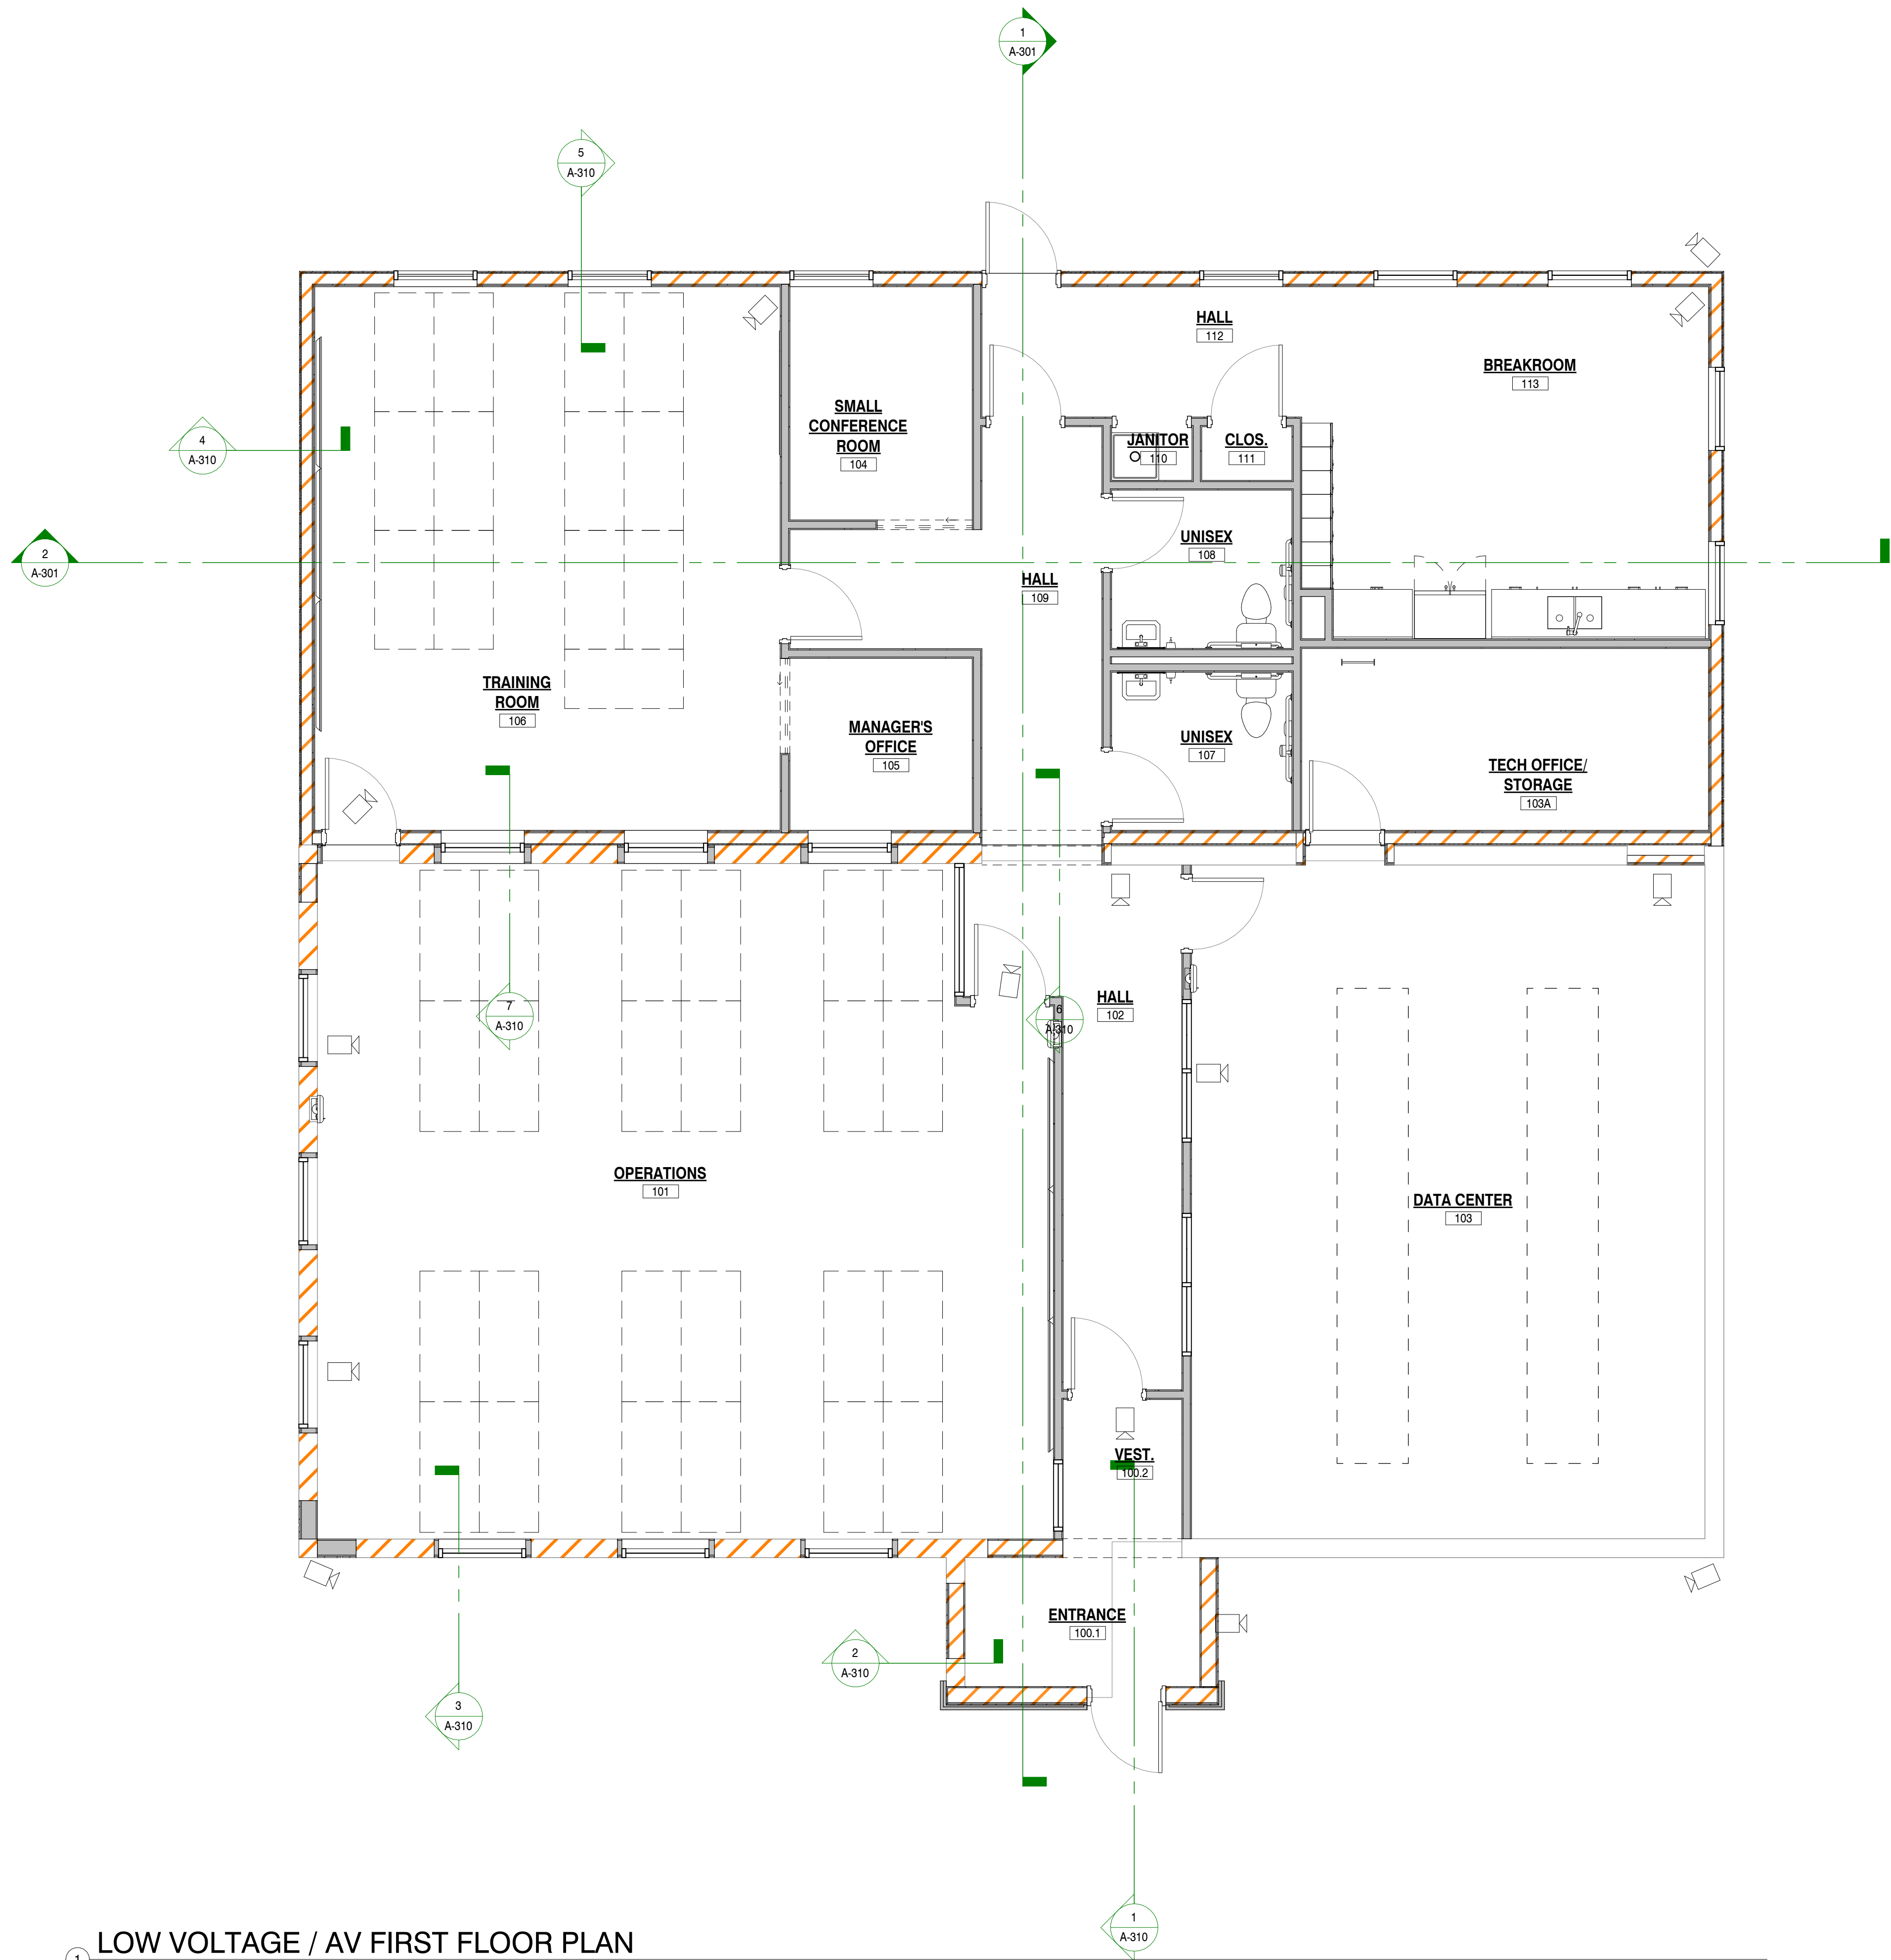 1
A-301
5
A-310
HALL
112
BREAKROOM
113
SMALL
CONFERENCE
ROOM
104
4
A-310
JANITOR
110
CLOS.
111
2
A-301
UNISEX
108
HALL
109
TRAINING
ROOM
106
MANAGER'S
OFFICE
105
UNISEX
107
TECH OFFICE/
STORAGE
103A
7
A-310
HALL
102
6
A-310
OPERATIONS
101
DATA CENTER
103
VEST.
100.2
ENTRANCE
100.1
2
A-310
3
A-310
1
A-310
LOW VOLTAGE / AV FIRST FLOOR PLAN
1